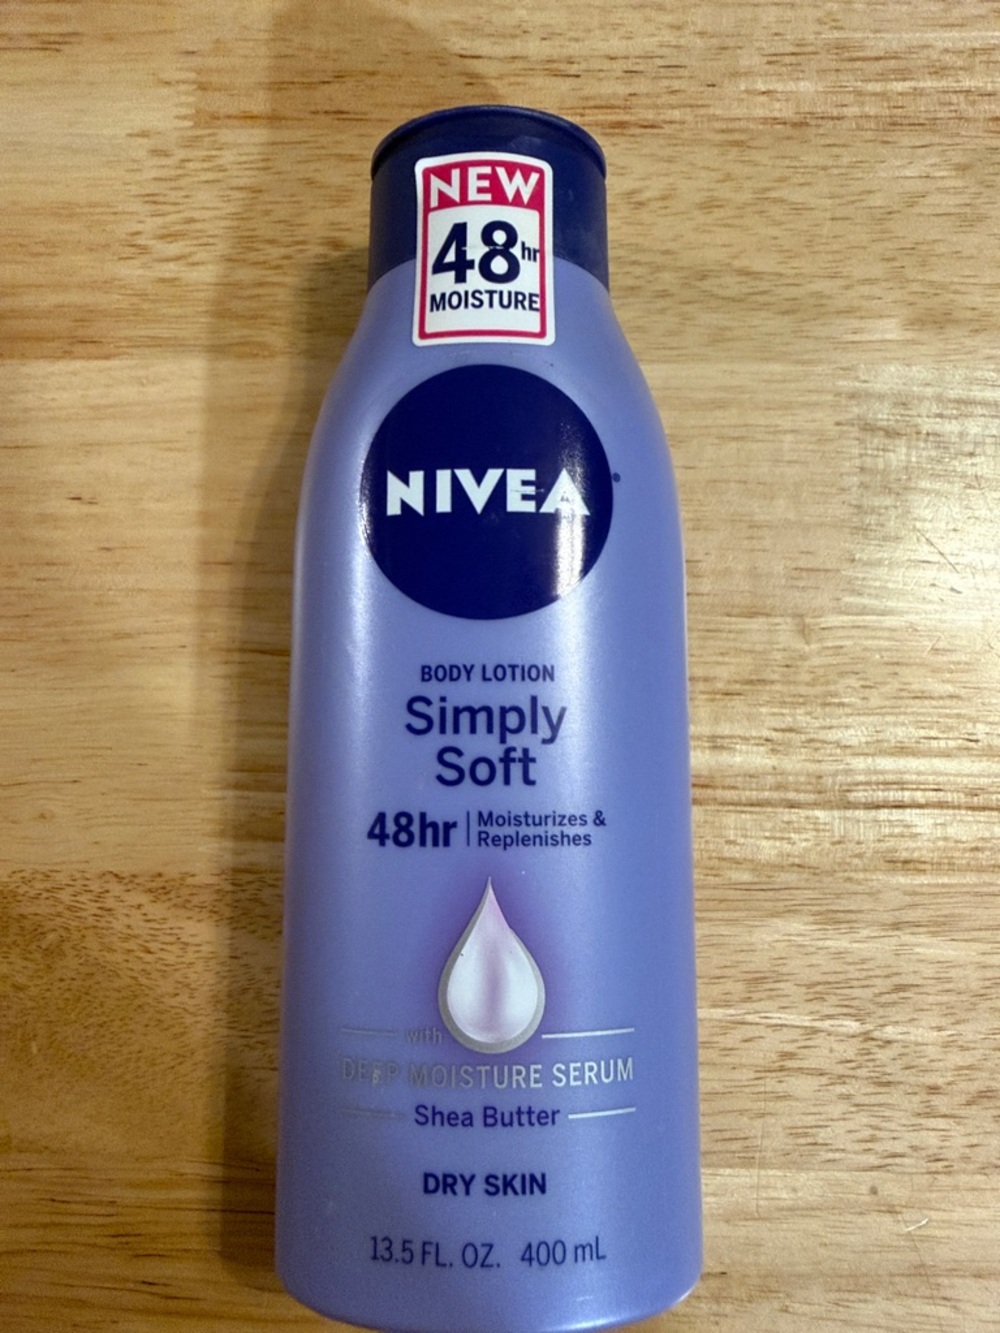 NEW
48hr
MOISTURE
NIVEA®
BODY LOTION
Simply
Soft
48hr | Moisturizes &
Replenishes
with
DEEP MOISTURE SERUM
Shea Butter
DRY SKIN
13.5 FL. OZ. 400 mL